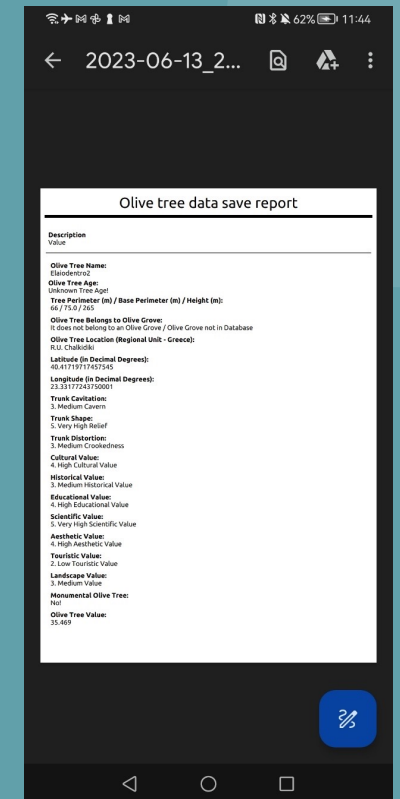 62% 11:44
2023-06-13_2...
Olive tree data save report
Description
Value
Olive Tree Name:
Elaiodentro2
Olive Tree Age:
Unknown Tree Age!
Tree Perimeter (m) / Base Perimeter (m) / Height (m):
66 / 75.0 / 265
Olive Tree Belongs to Olive Grove:
It does not belong to an Olive Grove / Olive Grove not in Database
Olive Tree Location (Regional Unit - Greece):
R.U. Chalkidiki
Latitude (in Decimal Degrees):
40.41719717457545
Longitude (in Decimal Degrees):
23.33177243750001
Trunk Cavitation:
3. Medium Cavern
Trunk Shape:
5. Very High Relief
Trunk Distortion:
3. Medium Crookedness
Cultural Value:
4. High Cultural Value
Historical Value:
3. Medium Historical Value
Educational Value:
4. High Educational Value
Scientific Value:
5. Very High Scientific Value
Aesthetic Value:
4. High Aesthetic Value
Touristic Value:
2. Low Touristic Value
Landscape Value:
3. Medium Value
Monumental Olive Tree:
No!
Olive Tree Value:
35.469